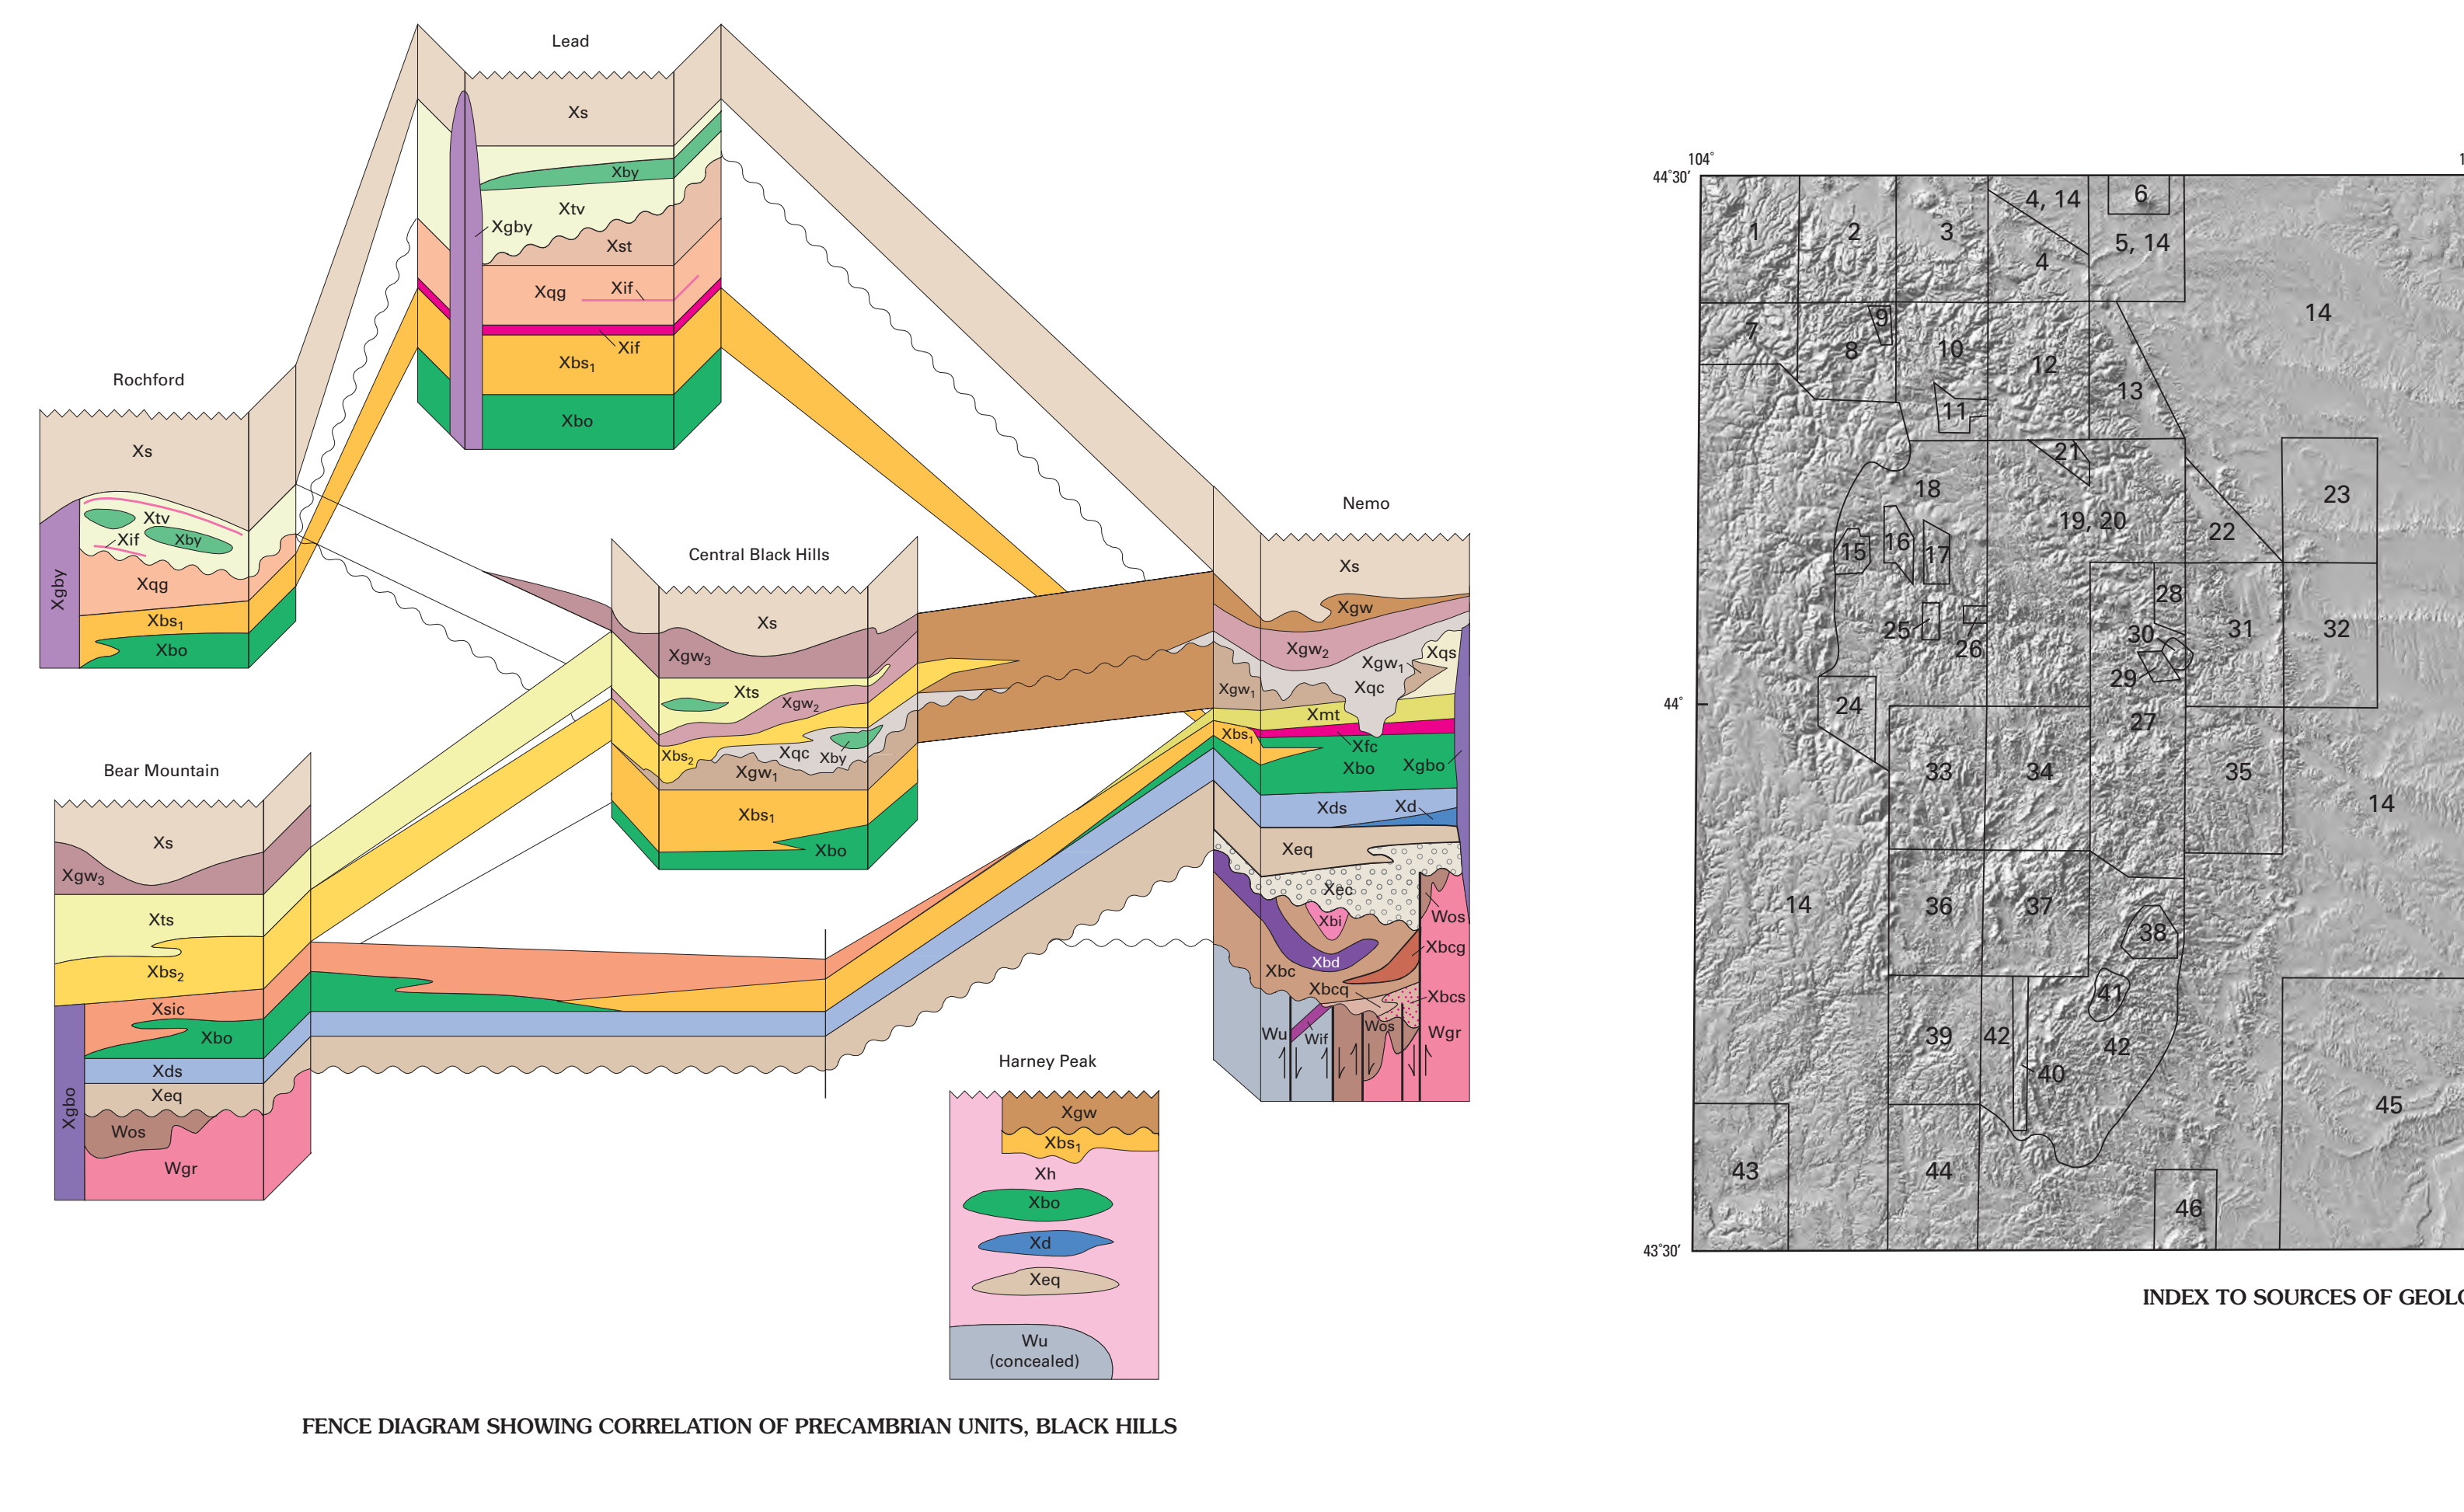 Lead
Xs
Xby
Xtv
Xgby
Xst
Xqg
Xif
Xif
Xbs1
Xbo
Rochford
Xs
Xtv
Xif
Xby
Xqg
Xbs1
Xbo
Xgby
Central Black Hills
Xs
Xgw3
Xts
Xgw2
Xbs2
Xqc
Xby
Xgw1
Xbs1
Xbo
Nemo
Xs
Xgw
Xgw2
Xgw1
Xqs
Xqc
Xgw1
Xmt
Xbs1
Xfc
Xbo
Xgbo
Xds
Xd
Xeq
Xec
Xbi
Wos
Xbd
Xbcg
Xbc
Xbcq
Xbcs
Wu
Wif
Wos
Wgr
Bear Mountain
Xs
Xgw3
Xts
Xbs2
Xsic
Xbo
Xds
Xeq
Wos
Wgr
Xgbo
Harney Peak
Xgw
Xbs1
Xh
Xbo
Xd
Xeq
Wu
(concealed)
FENCE DIAGRAM SHOWING CORRELATION OF PRECAMBRIAN UNITS, BLACK HILLS
104°
44°30′
1
2
3
4, 14
6
5, 14
4
14
7
8
9
10
12
13
11
21
18
23
19, 20
22
15
16
17
28
25
26
30
31
32
29
24
44°
27
33
34
35
14
14
36
37
38
41
39
42
42
40
45
43
44
46
43°30′
INDEX TO SOURCES OF GEOLO